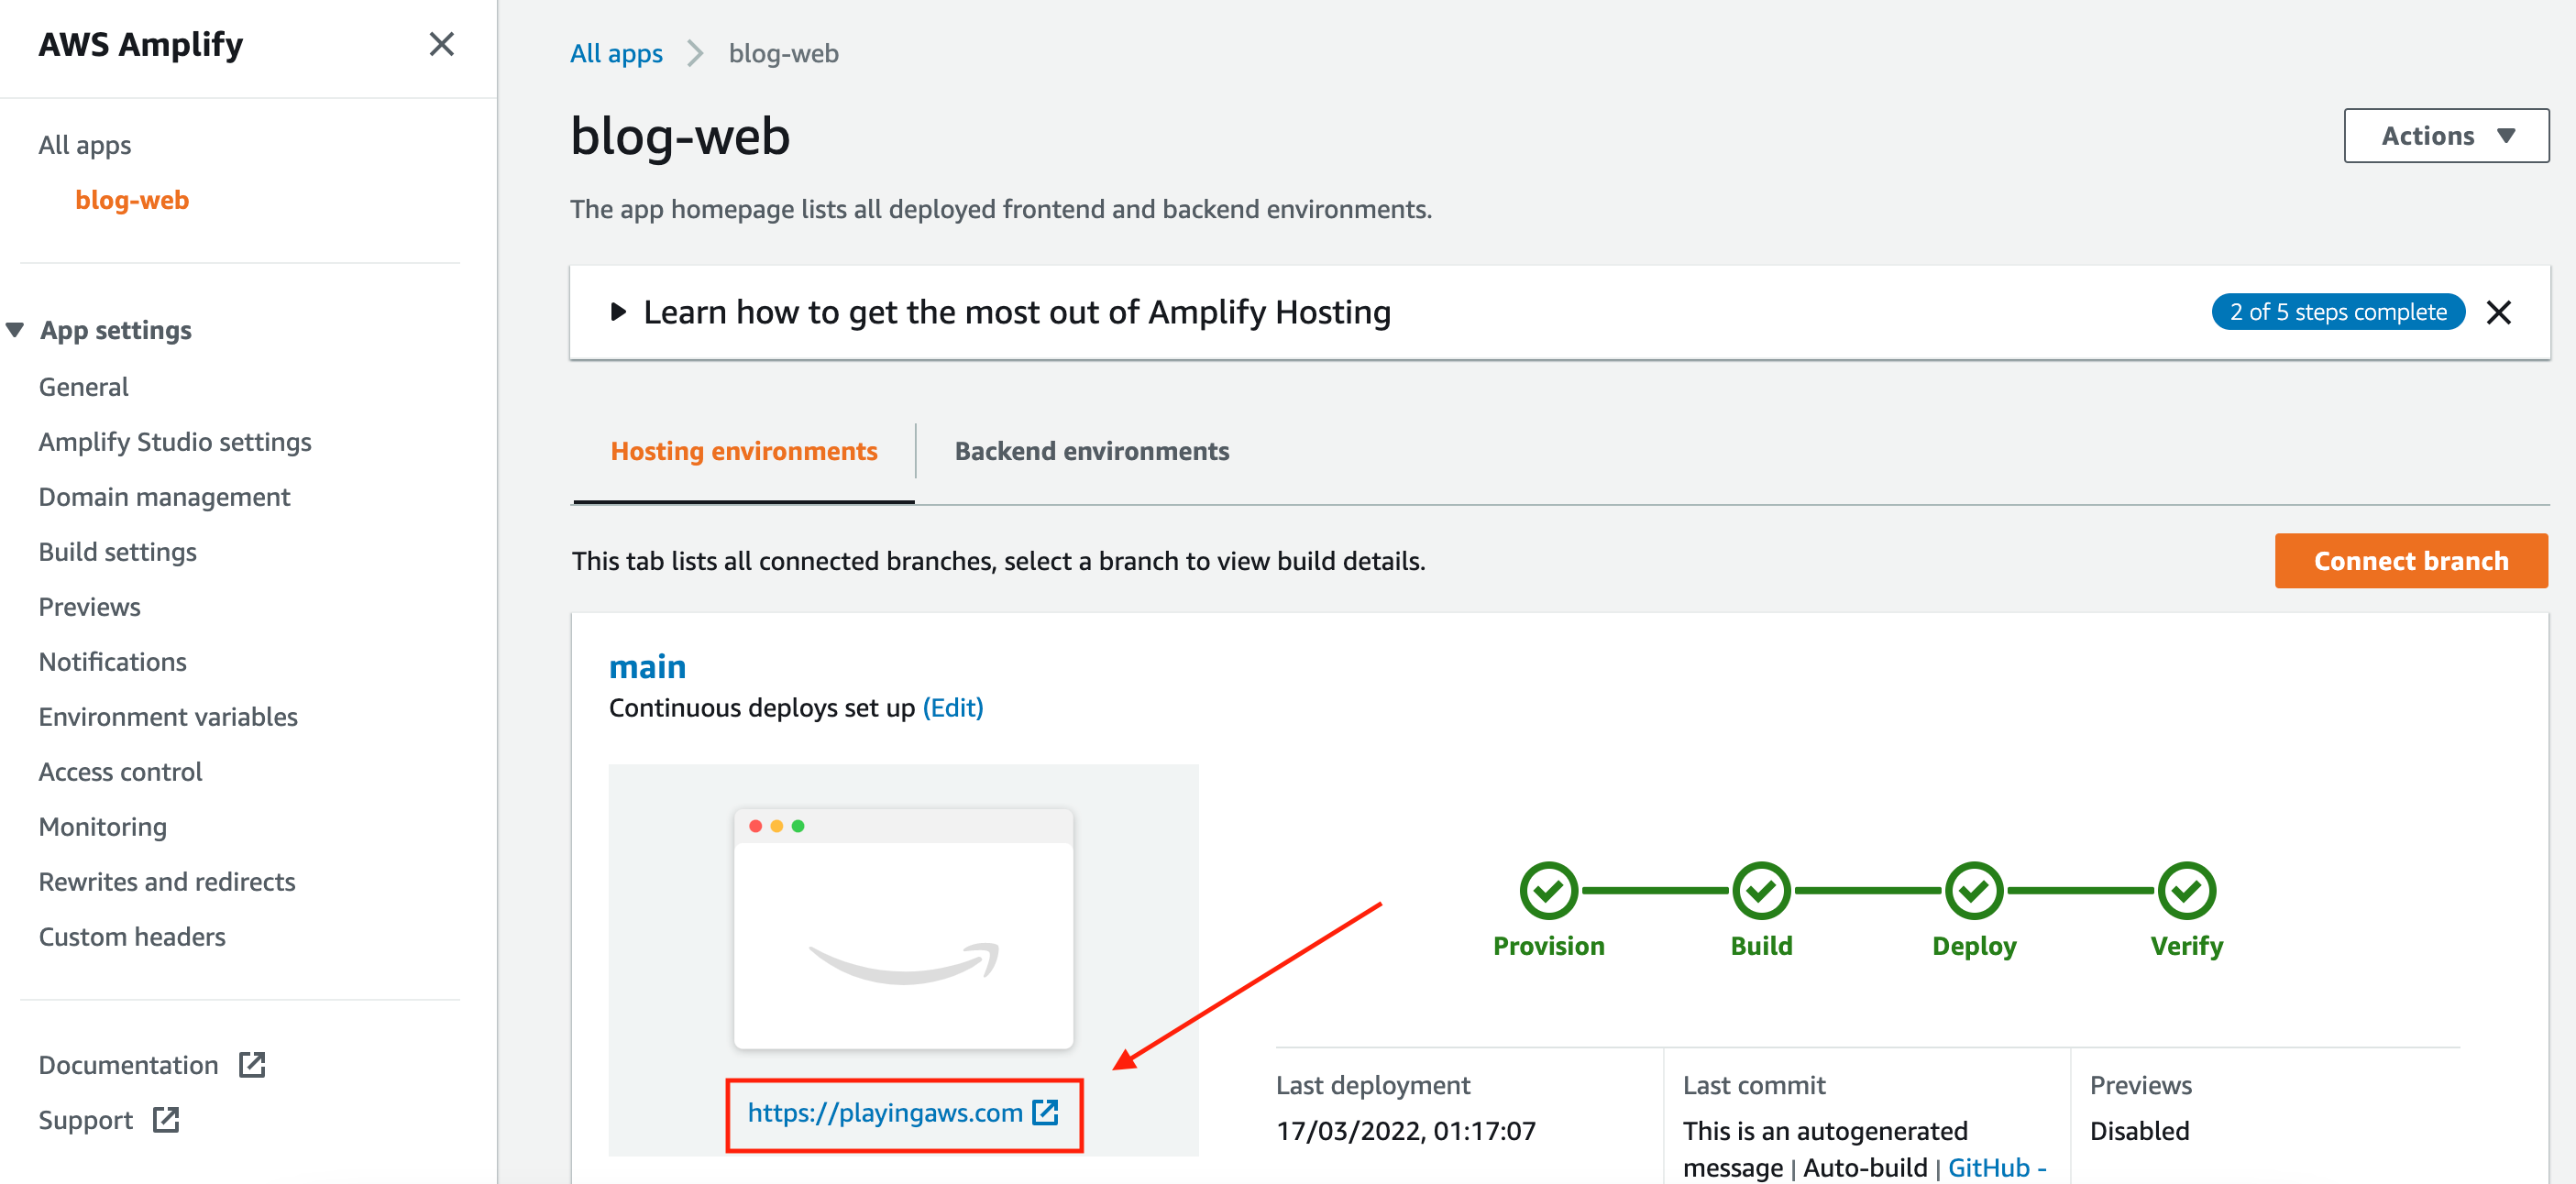 AWS Amplify
All apps
blog-web
App settings
General
Amplify Studio settings
Domain management
Build settings
Previews
Notifications
Environment variables
Access control
Monitoring
Rewrites and redirects
Custom headers
Documentation
Support
All apps > blog-web
blog-web
Actions
The app homepage lists all deployed frontend and backend environments.
Learn how to get the most out of Amplify Hosting
2 of 5 steps complete
Hosting environments
Backend environments
This tab lists all connected branches, select a branch to view build details.
Connect branch
main
Continuous deploys set up (Edit)
https://playingaws.com
Provision
Build
Deploy
Verify
Last deployment
17/03/2022, 01:17:07
Last commit
This is an autogenerated
message | Auto-build | GitHub -
Previews
Disabled